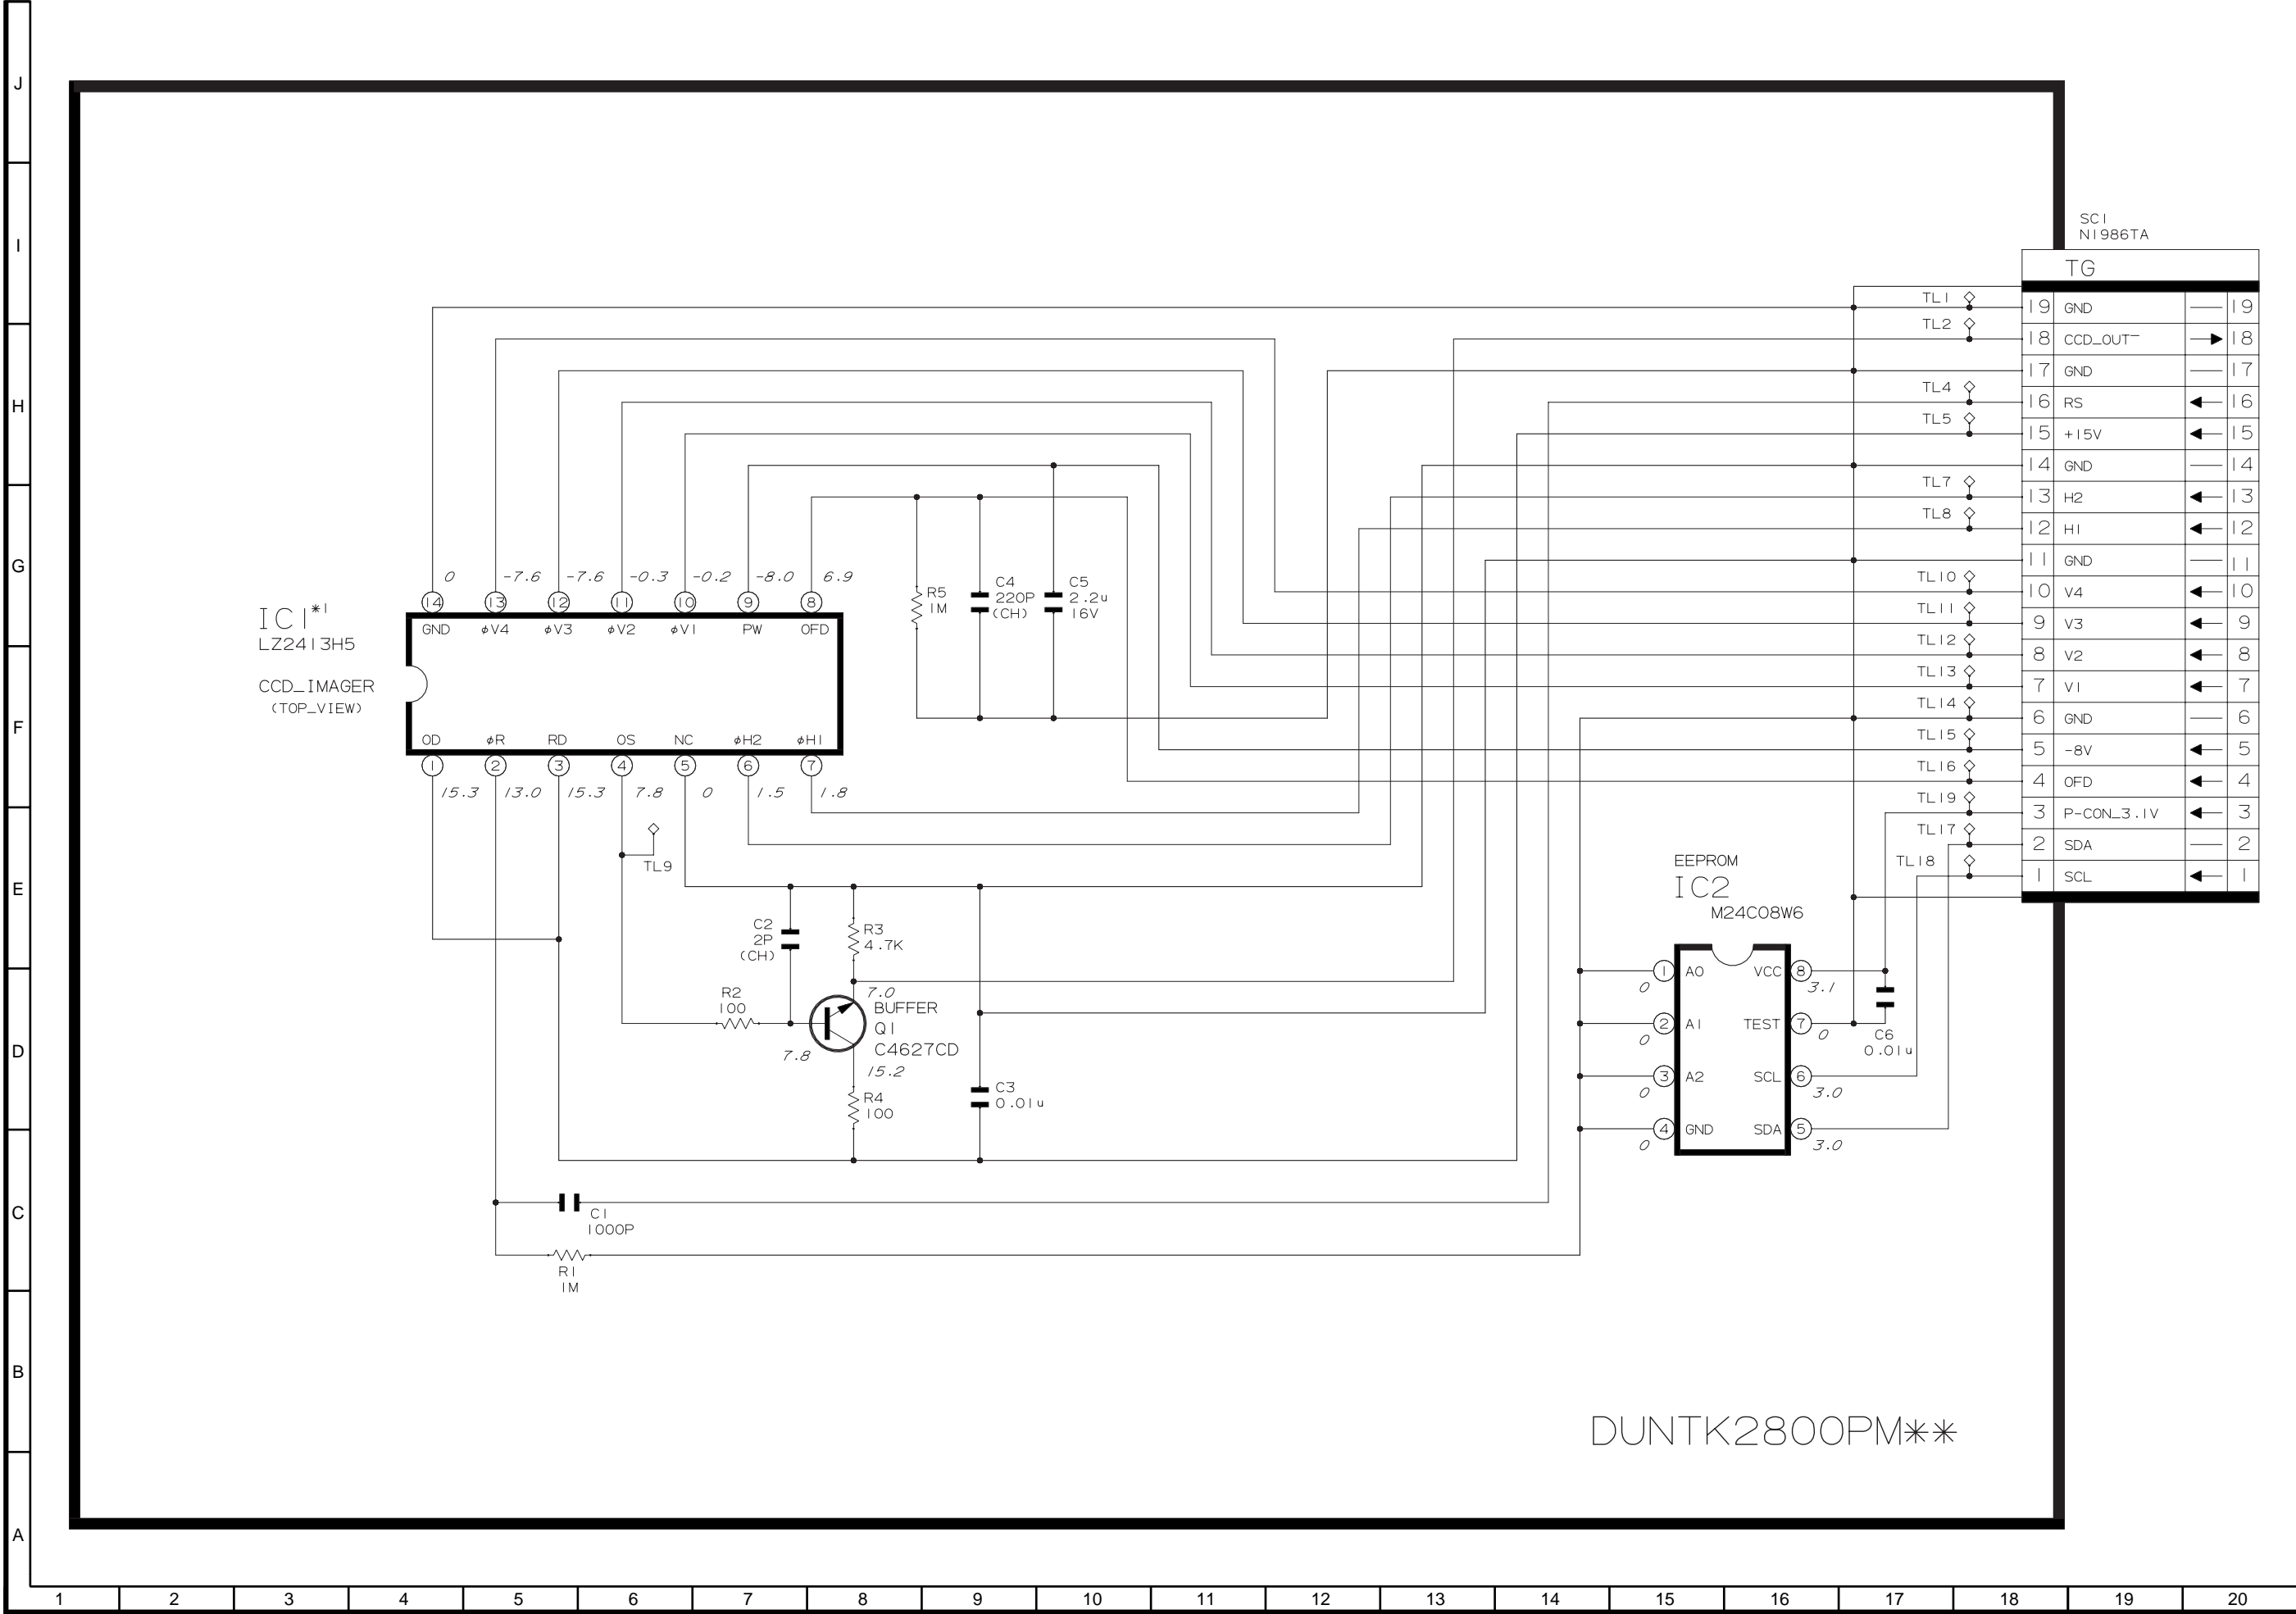 J
I
H
G
F
E
D
C
B
A
SC1
N1986TA
TG
19 GND 19
18 CCD_OUT‾ 18
17 GND 17
16 RS 16
15 +15V 15
14 GND 14
13 H2 13
12 H1 12
11 GND 11
10 V4 10
9 V3 9
8 V2 8
7 V1 7
6 GND 6
5 -8V 5
4 OFD 4
3 P-CON_3.1V 3
2 SDA 2
1 SCL 1
TL1
TL2
TL4
TL5
TL7
TL8
TL10
TL11
TL12
TL13
TL14
TL15
TL16
TL19
TL17
TL18
0 -7.6 -7.6 -0.3 -0.2 -8.0 6.9
14 13 12 11 10 9 8
GND φV4 φV3 φV2 φV1 PW OFD
IC1*1
LZ2413H5
CCD_IMAGER
(TOP_VIEW)
OD φR RD OS NC φH2 φH1
1 2 3 4 5 6 7
15.3 13.0 15.3 7.8 0 1.5 1.8
TL9
R5
1M
C4
220P
(CH)
C5
2.2u
16V
C2
2P
(CH)
R3
4.7K
R2
100
7.0
BUFFER
Q1
C4627CD
7.8
15.2
R4
100
C3
0.01u
C1
1000P
R1
1M
EEPROM
IC2
M24C08W6
1 A0 VCC 8
0 3.1
2 A1 TEST 7
0 0
3 A2 SCL 6
0 3.0
4 GND SDA 5
0 3.0
C6
0.01u
DUNTK2800PM**
1 2 3 4 5 6 7 8 9 10 11 12 13 14 15 16 17 18 19 20